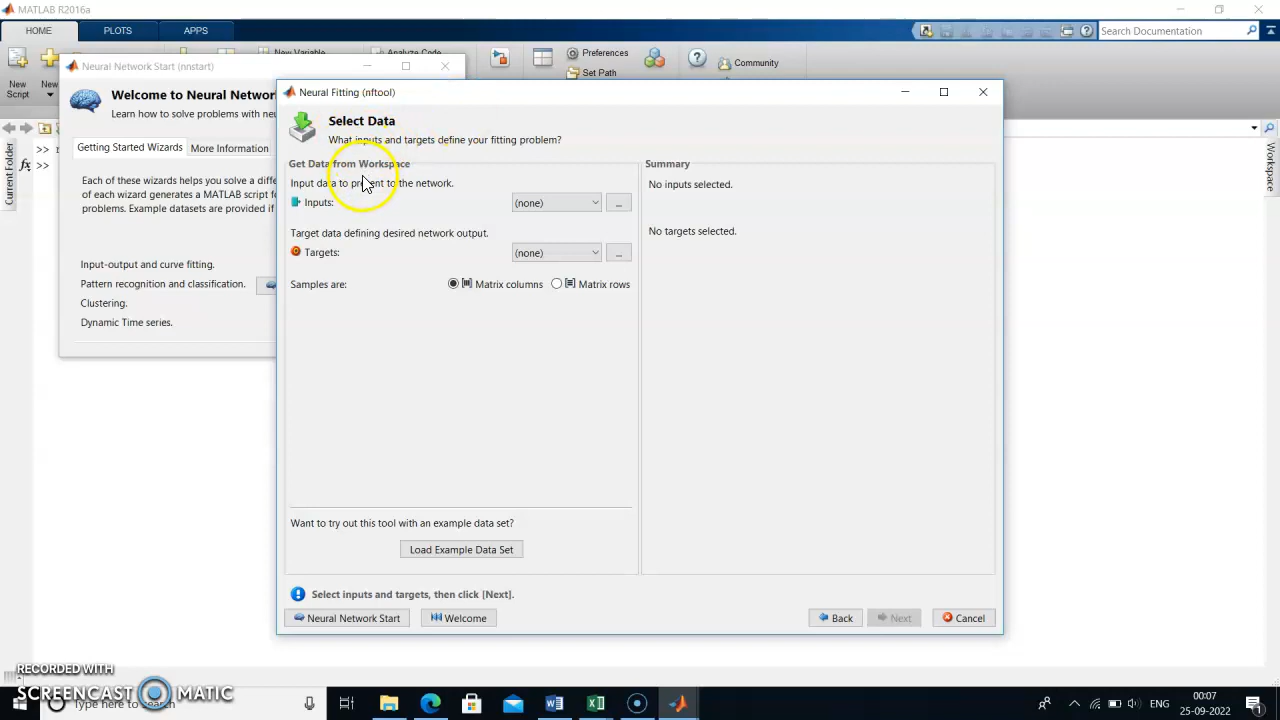 MATLAB R2016a
HOME
PLOTS
APPS
Search Documentation
New Script
New
New Variable
Analyze Code
Preferences
Set Path
Community
Neural Network Start (nnstart)
Welcome to Neural Networ
Learn how to solve problems with neu
Getting Started Wizards
More Information
Each of these wizards helps you solve a diffe
of each wizard generates a MATLAB script fo
problems. Example datasets are provided if
Input-output and curve fitting.
Pattern recognition and classification.
Clustering.
Dynamic Time series.
Current Folder
>>
fx >>
Workspace
Neural Fitting (nftool)
Select Data
What inputs and targets define your fitting problem?
Get Data from Workspace
Input data to present to the network.
Inputs:
(none)
...
Target data defining desired network output.
Targets:
(none)
...
Samples are:
Matrix columns
Matrix rows
Summary
No inputs selected.
No targets selected.
Want to try out this tool with an example data set?
Load Example Data Set
Select inputs and targets, then click [Next].
Neural Network Start
Welcome
Back
Next
Cancel
RECORDED WITH
SCREENCAST MATIC
Type here to search
ENG
00:07
25-09-2022
1